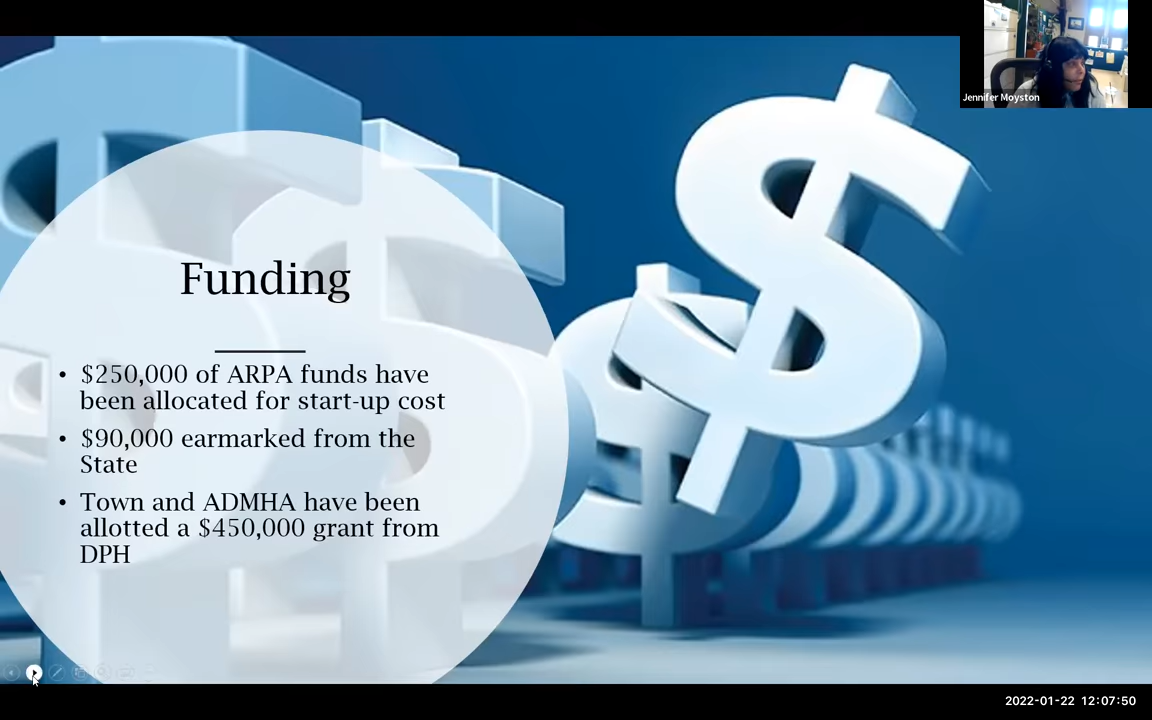 Jennifer Moyston
Funding
• $250,000 of ARPA funds have
been allocated for start-up cost
• $90,000 earmarked from the
State
• Town and ADMHA have been
allotted a $450,000 grant from
DPH
2022-01-22 12:07:50